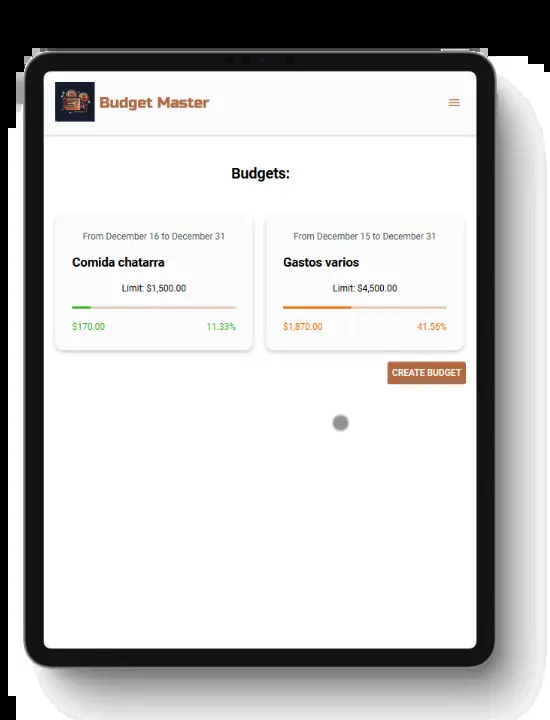 Budget Master
Budgets:
From December 16 to December 31
Comida chatarra
Limit: $1,500.00
$170.00 11.33%
From December 15 to December 31
Gastos varios
Limit: $4,500.00
$1,870.00 41.56%
CREATE BUDGET